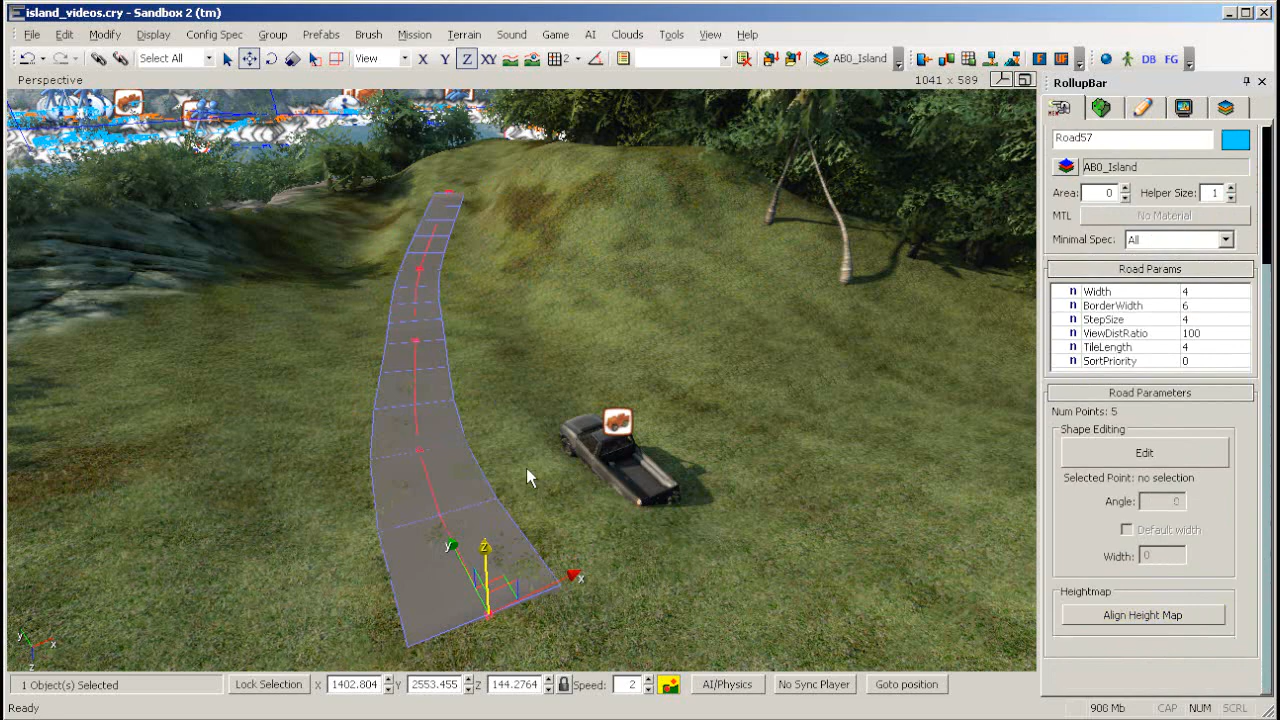 island_videos.cry - Sandbox 2 (tm)
File Edit Modify Display Config Spec Group Prefabs Brush Mission Terrain Sound Game AI Clouds Tools View Help
Select All View X Y Z XY 2 AB0_Island DB FG
Perspective 1041 x 589
RollupBar
Road57
AB0_Island
Area: 0 Helper Size: 1
MTL No Material
Minimal Spec: All
Road Params
n Width 4
n BorderWidth 6
n StepSize 4
n ViewDistRatio 100
n TileLength 4
n SortPriority 0
Road Parameters
Num Points: 5
Shape Editing
Edit
Selected Point: no selection
Angle: 0
Default width
Width: 0
Heightmap
Align Height Map
y z x
y x z
1 Object(s) Selected Lock Selection X 1402.804 Y 2553.455 Z 144.2764 Speed: 2 AI/Physics No Sync Player Goto position
Ready 908 Mb CAP NUM SCRL